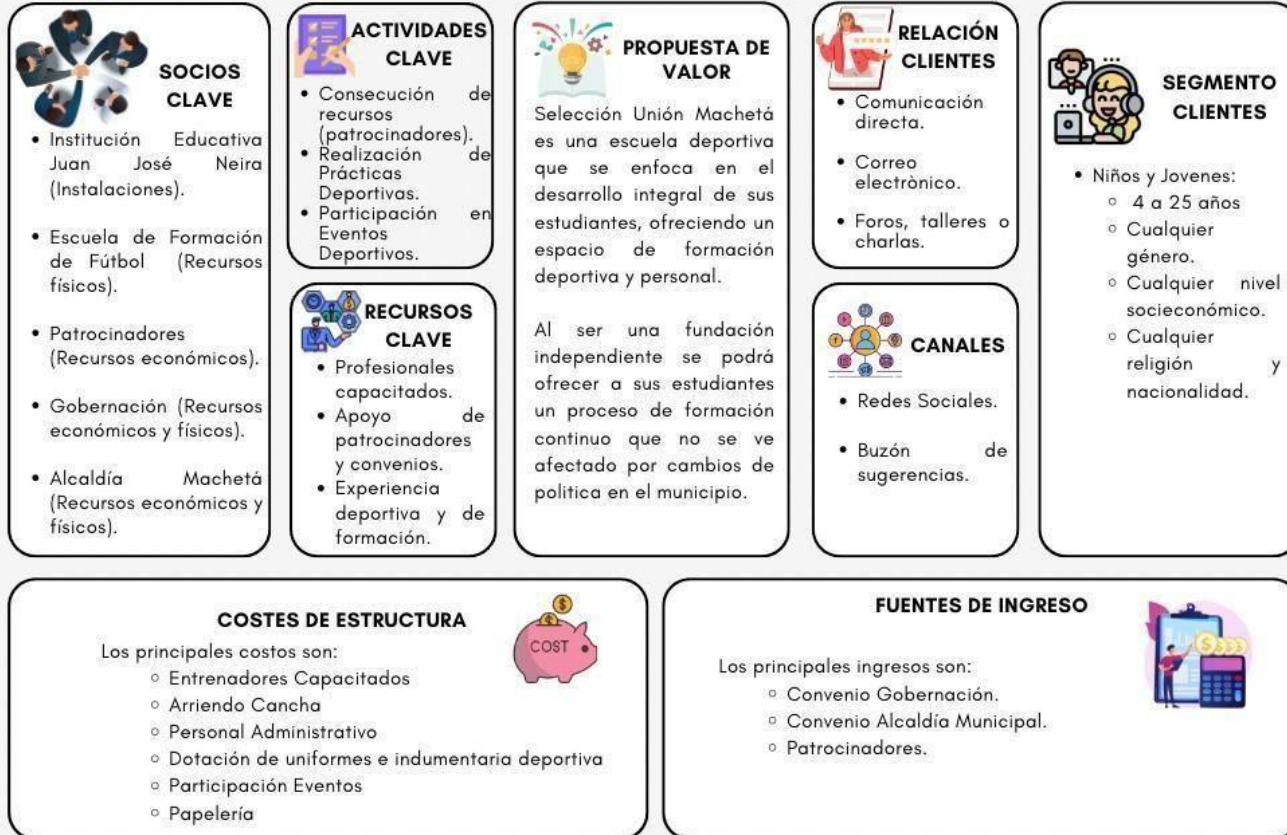 SOCIOS
CLAVE
• Institución Educativa
Juan José Neira
(Instalaciones).
• Escuela de Formación
de Fútbol (Recursos
físicos).
• Patrocinadores
(Recursos económicos).
• Gobernación (Recursos
económicos y físicos).
• Alcaldía Machetá
(Recursos económicos y
físicos).
ACTIVIDADES
CLAVE
• Consecución de
recursos
(patrocinadores).
• Realización de
Prácticas
Deportivas.
• Participación en
Eventos
Deportivos.
RECURSOS
CLAVE
• Profesionales
capacitados.
• Apoyo de
patrocinadores
y convenios.
• Experiencia
deportiva y de
formación.
PROPUESTA DE
VALOR
Selección Unión Machetá
es una escuela deportiva
que se enfoca en el
desarrollo integral de sus
estudiantes, ofreciendo un
espacio de formación
deportiva y personal.
Al ser una fundación
independiente se podrá
ofrecer a sus estudiantes
un proceso de formación
continuo que no se ve
afectado por cambios de
politica en el municipio.
RELACIÓN
CLIENTES
• Comunicación
directa.
• Correo
electrònico.
• Foros, talleres o
charlas.
CANALES
• Redes Sociales.
• Buzón de
sugerencias.
SEGMENTO
CLIENTES
• Niños y Jovenes:
◦ 4 a 25 años
◦ Cualquier
género.
◦ Cualquier nivel
socieconómico.
◦ Cualquier
religión y
nacionalidad.
COSTES DE ESTRUCTURA
COST
Los principales costos son:
◦ Entrenadores Capacitados
◦ Arriendo Cancha
◦ Personal Administrativo
◦ Dotación de uniformes e indumentaria deportiva
◦ Participación Eventos
◦ Papelería
FUENTES DE INGRESO
Los principales ingresos son:
◦ Convenio Gobernación.
◦ Convenio Alcaldía Municipal.
◦ Patrocinadores.